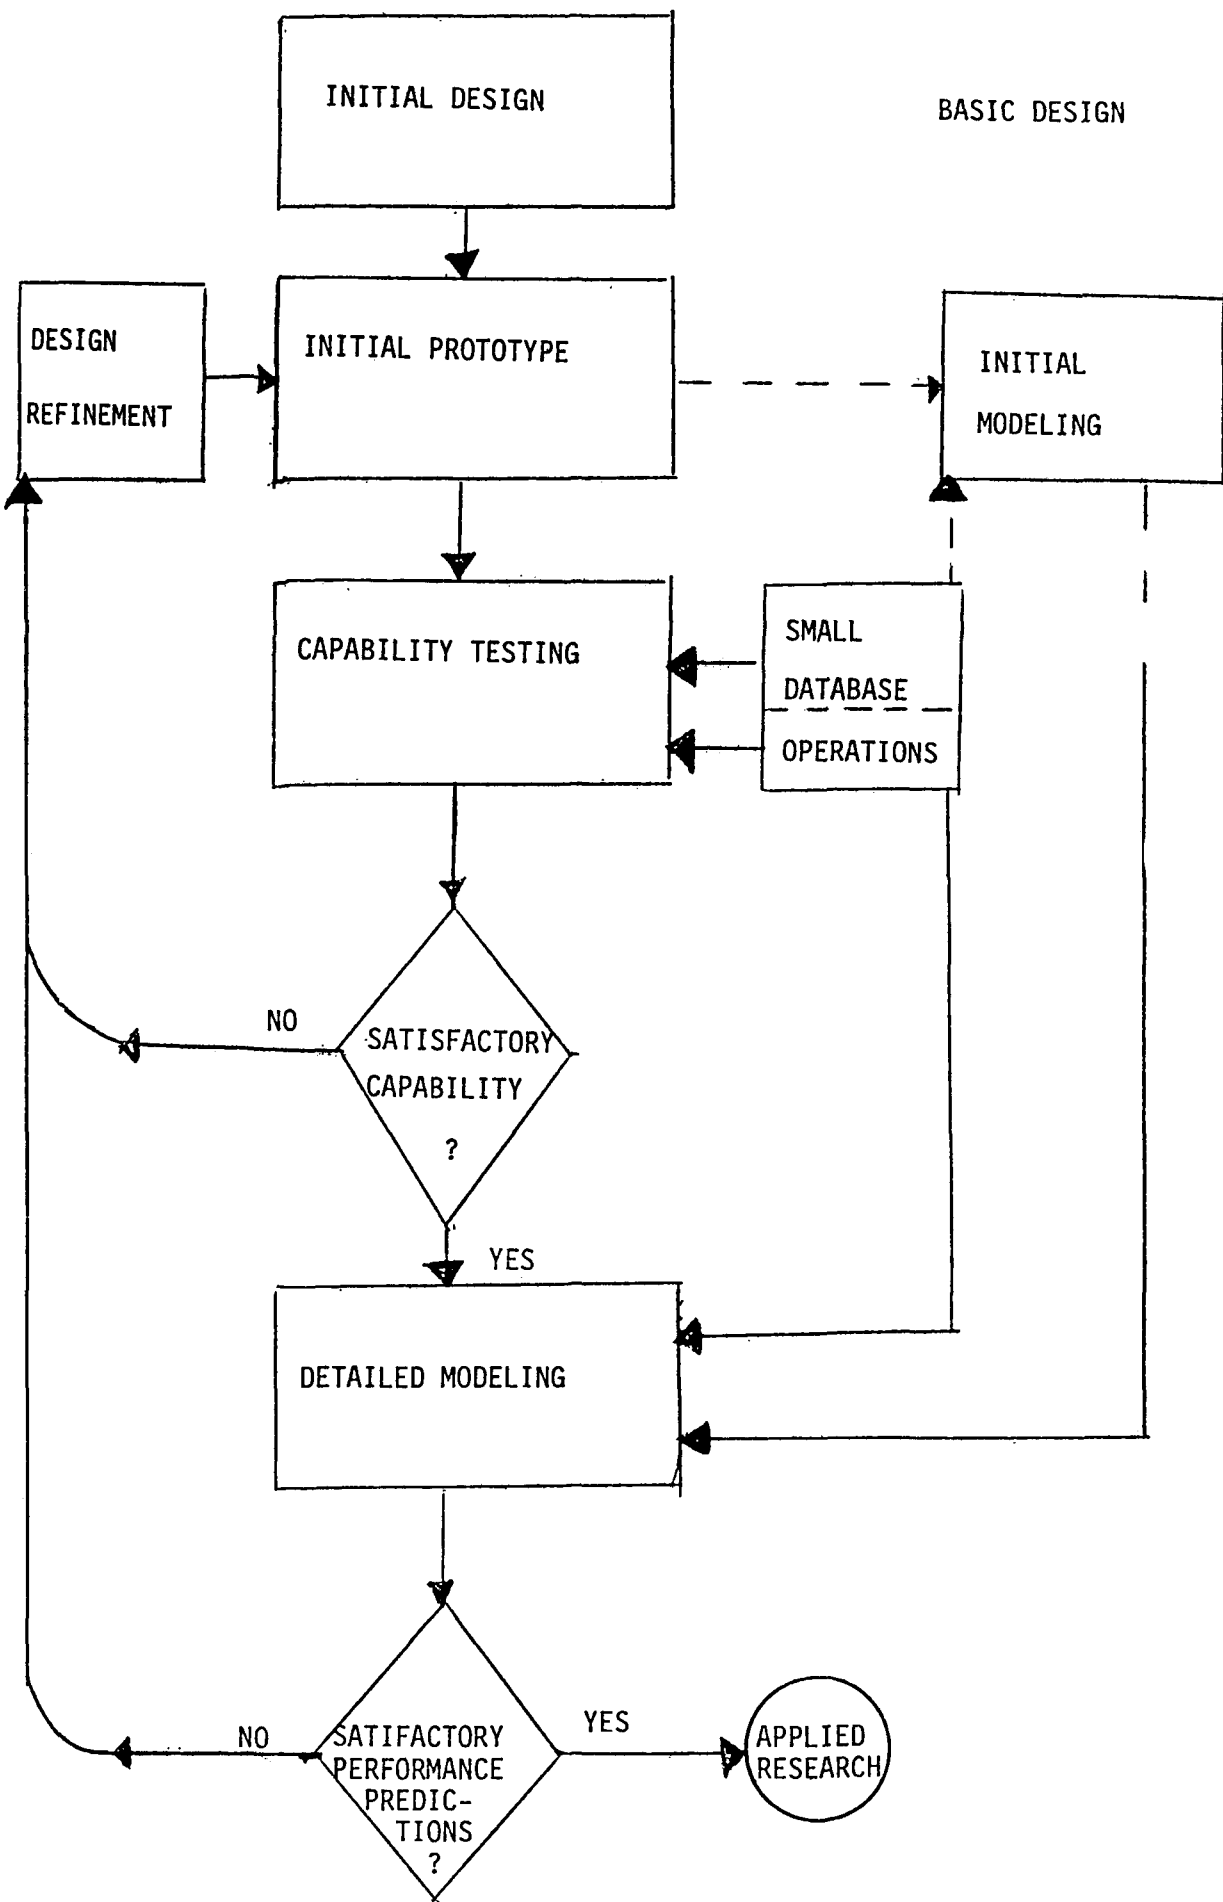 INITIAL DESIGN
BASIC DESIGN
DESIGN
REFINEMENT
INITIAL PROTOTYPE
INITIAL
MODELING
CAPABILITY TESTING
SMALL
DATABASE
OPERATIONS
NO
SATISFACTORY
CAPABILITY
?
YES
DETAILED MODELING
NO
SATIFACTORY
PERFORMANCE
PREDIC-
TIONS
?
YES
APPLIED
RESEARCH